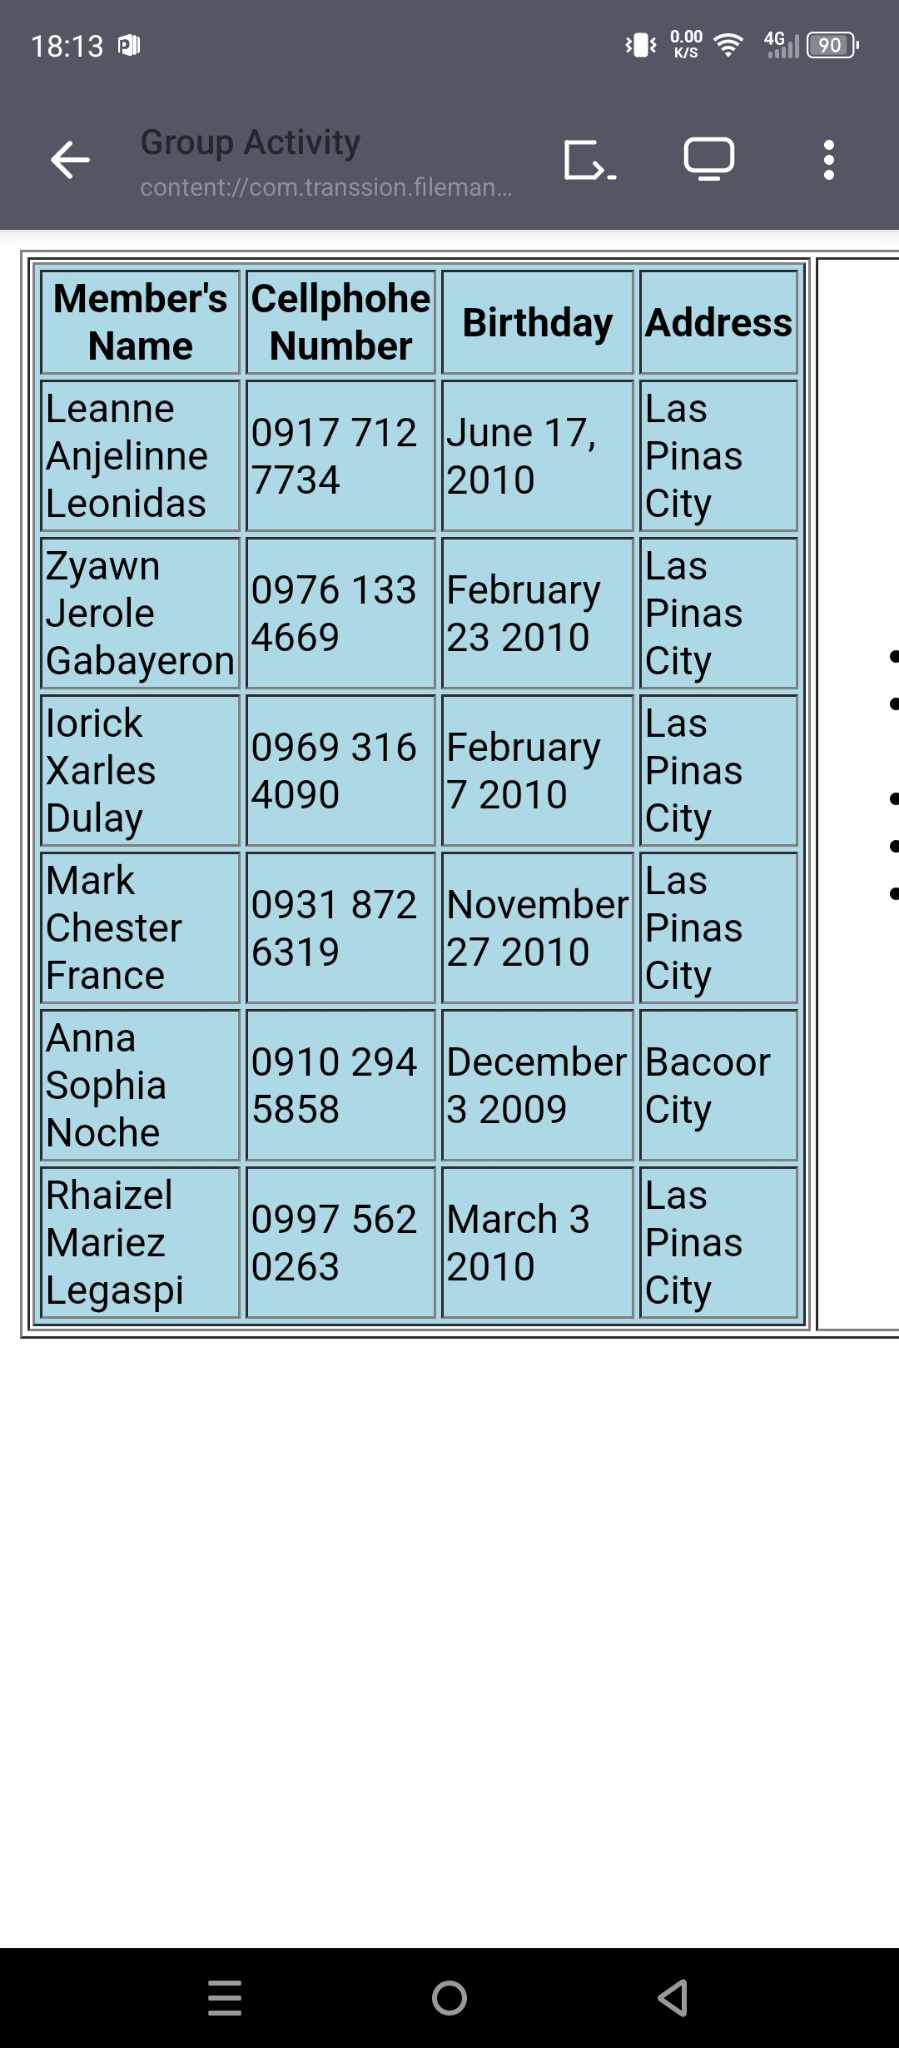 18:13
0.00
K/S
4G
90
Group Activity
content://com.transsion.fileman...
Member's
Name
Cellphohe
Number
Birthday
Address
Leanne
Anjelinne
Leonidas
0917 712
7734
June 17,
2010
Las
Pinas
City
Zyawn
Jerole
Gabayeron
0976 133
4669
February
23 2010
Las
Pinas
City
Iorick
Xarles
Dulay
0969 316
4090
February
7 2010
Las
Pinas
City
Mark
Chester
France
0931 872
6319
November
27 2010
Las
Pinas
City
Anna
Sophia
Noche
0910 294
5858
December
3 2009
Bacoor
City
Rhaizel
Mariez
Legaspi
0997 562
0263
March 3
2010
Las
Pinas
City